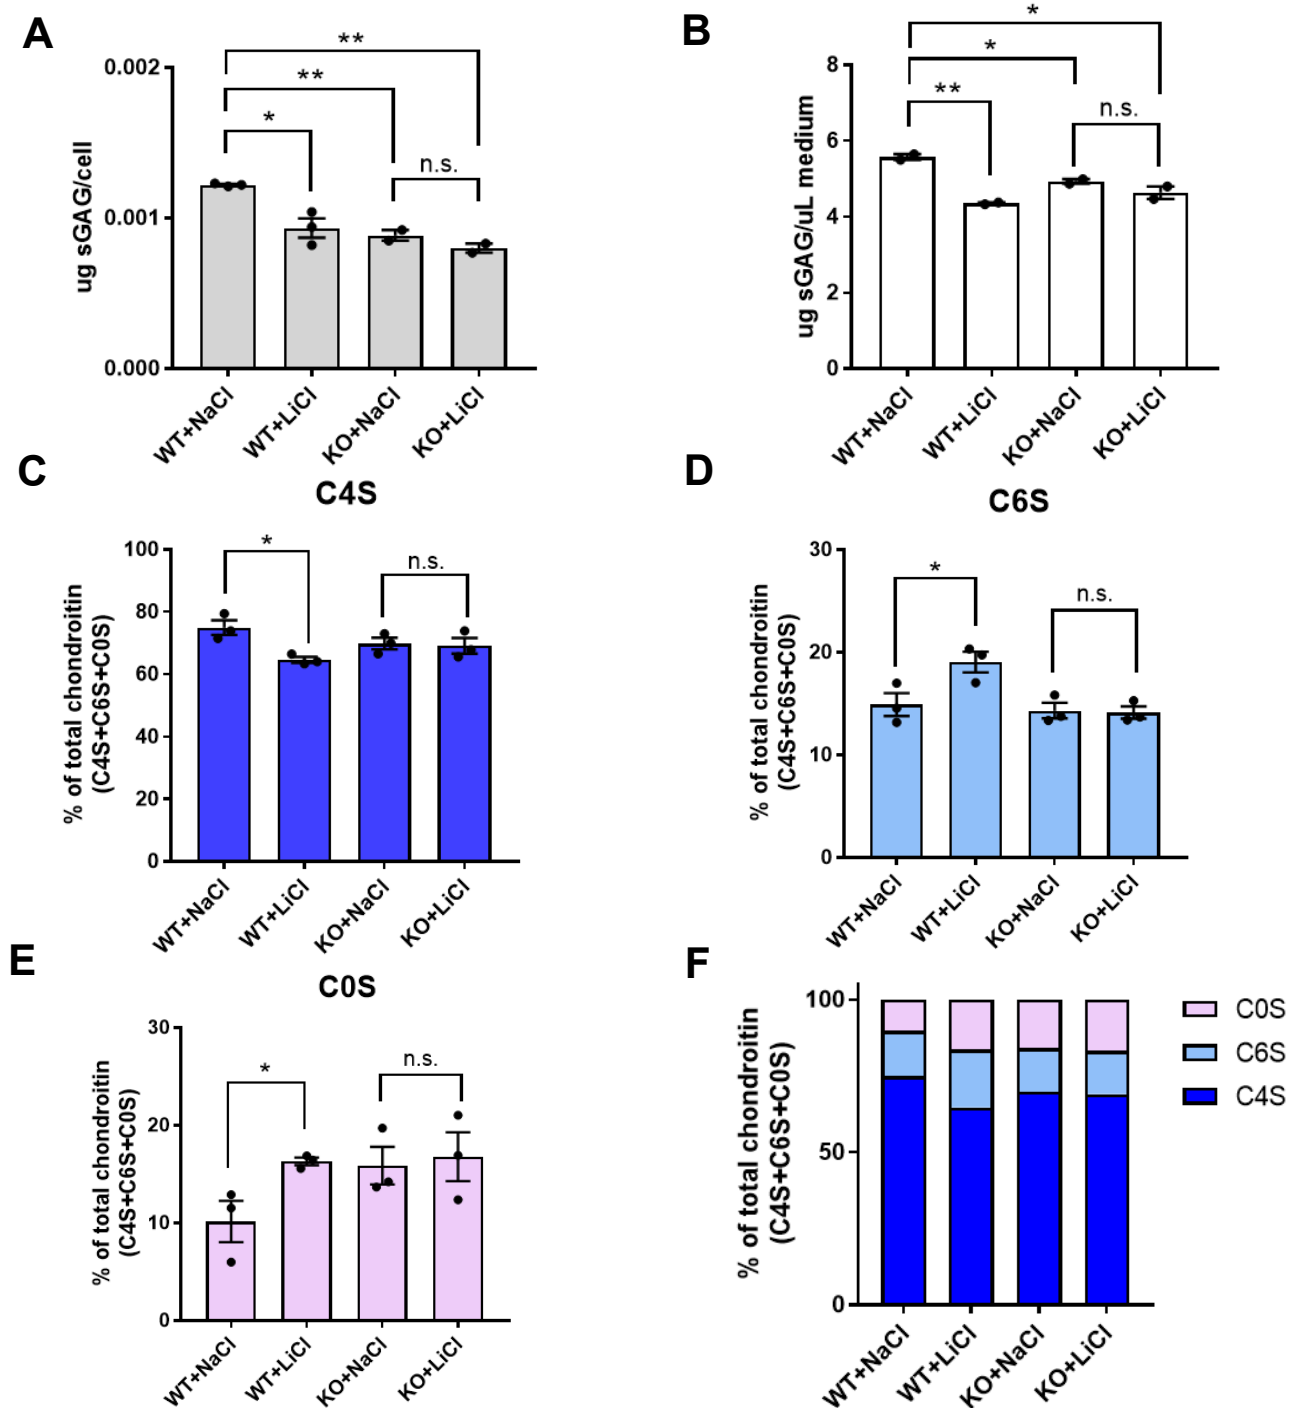 A
ug sGAG/cell
0.002
0.001
0.000
**
**
*
n.s.
WT+NaCl
WT+LiCl
KO+NaCl
KO+LiCl
B
ug sGAG/uL medium
8
6
4
2
0
*
*
**
n.s.
WT+NaCl
WT+LiCl
KO+NaCl
KO+LiCl
C
C4S
% of total chondroitin
(C4S+C6S+C0S)
100
80
60
40
20
0
*
n.s.
WT+NaCl
WT+LiCl
KO+NaCl
KO+LiCl
D
C6S
% of total chondroitin
(C4S+C6S+C0S)
30
20
10
0
*
n.s.
WT+NaCl
WT+LiCl
KO+NaCl
KO+LiCl
E
C0S
% of total chondroitin
(C4S+C6S+C0S)
30
20
10
0
*
n.s.
WT+NaCl
WT+LiCl
KO+NaCl
KO+LiCl
F
% of total chondroitin
(C4S+C6S+C0S)
100
50
0
WT+NaCl
WT+LiCl
KO+NaCl
KO+LiCl
C0S
C6S
C4S